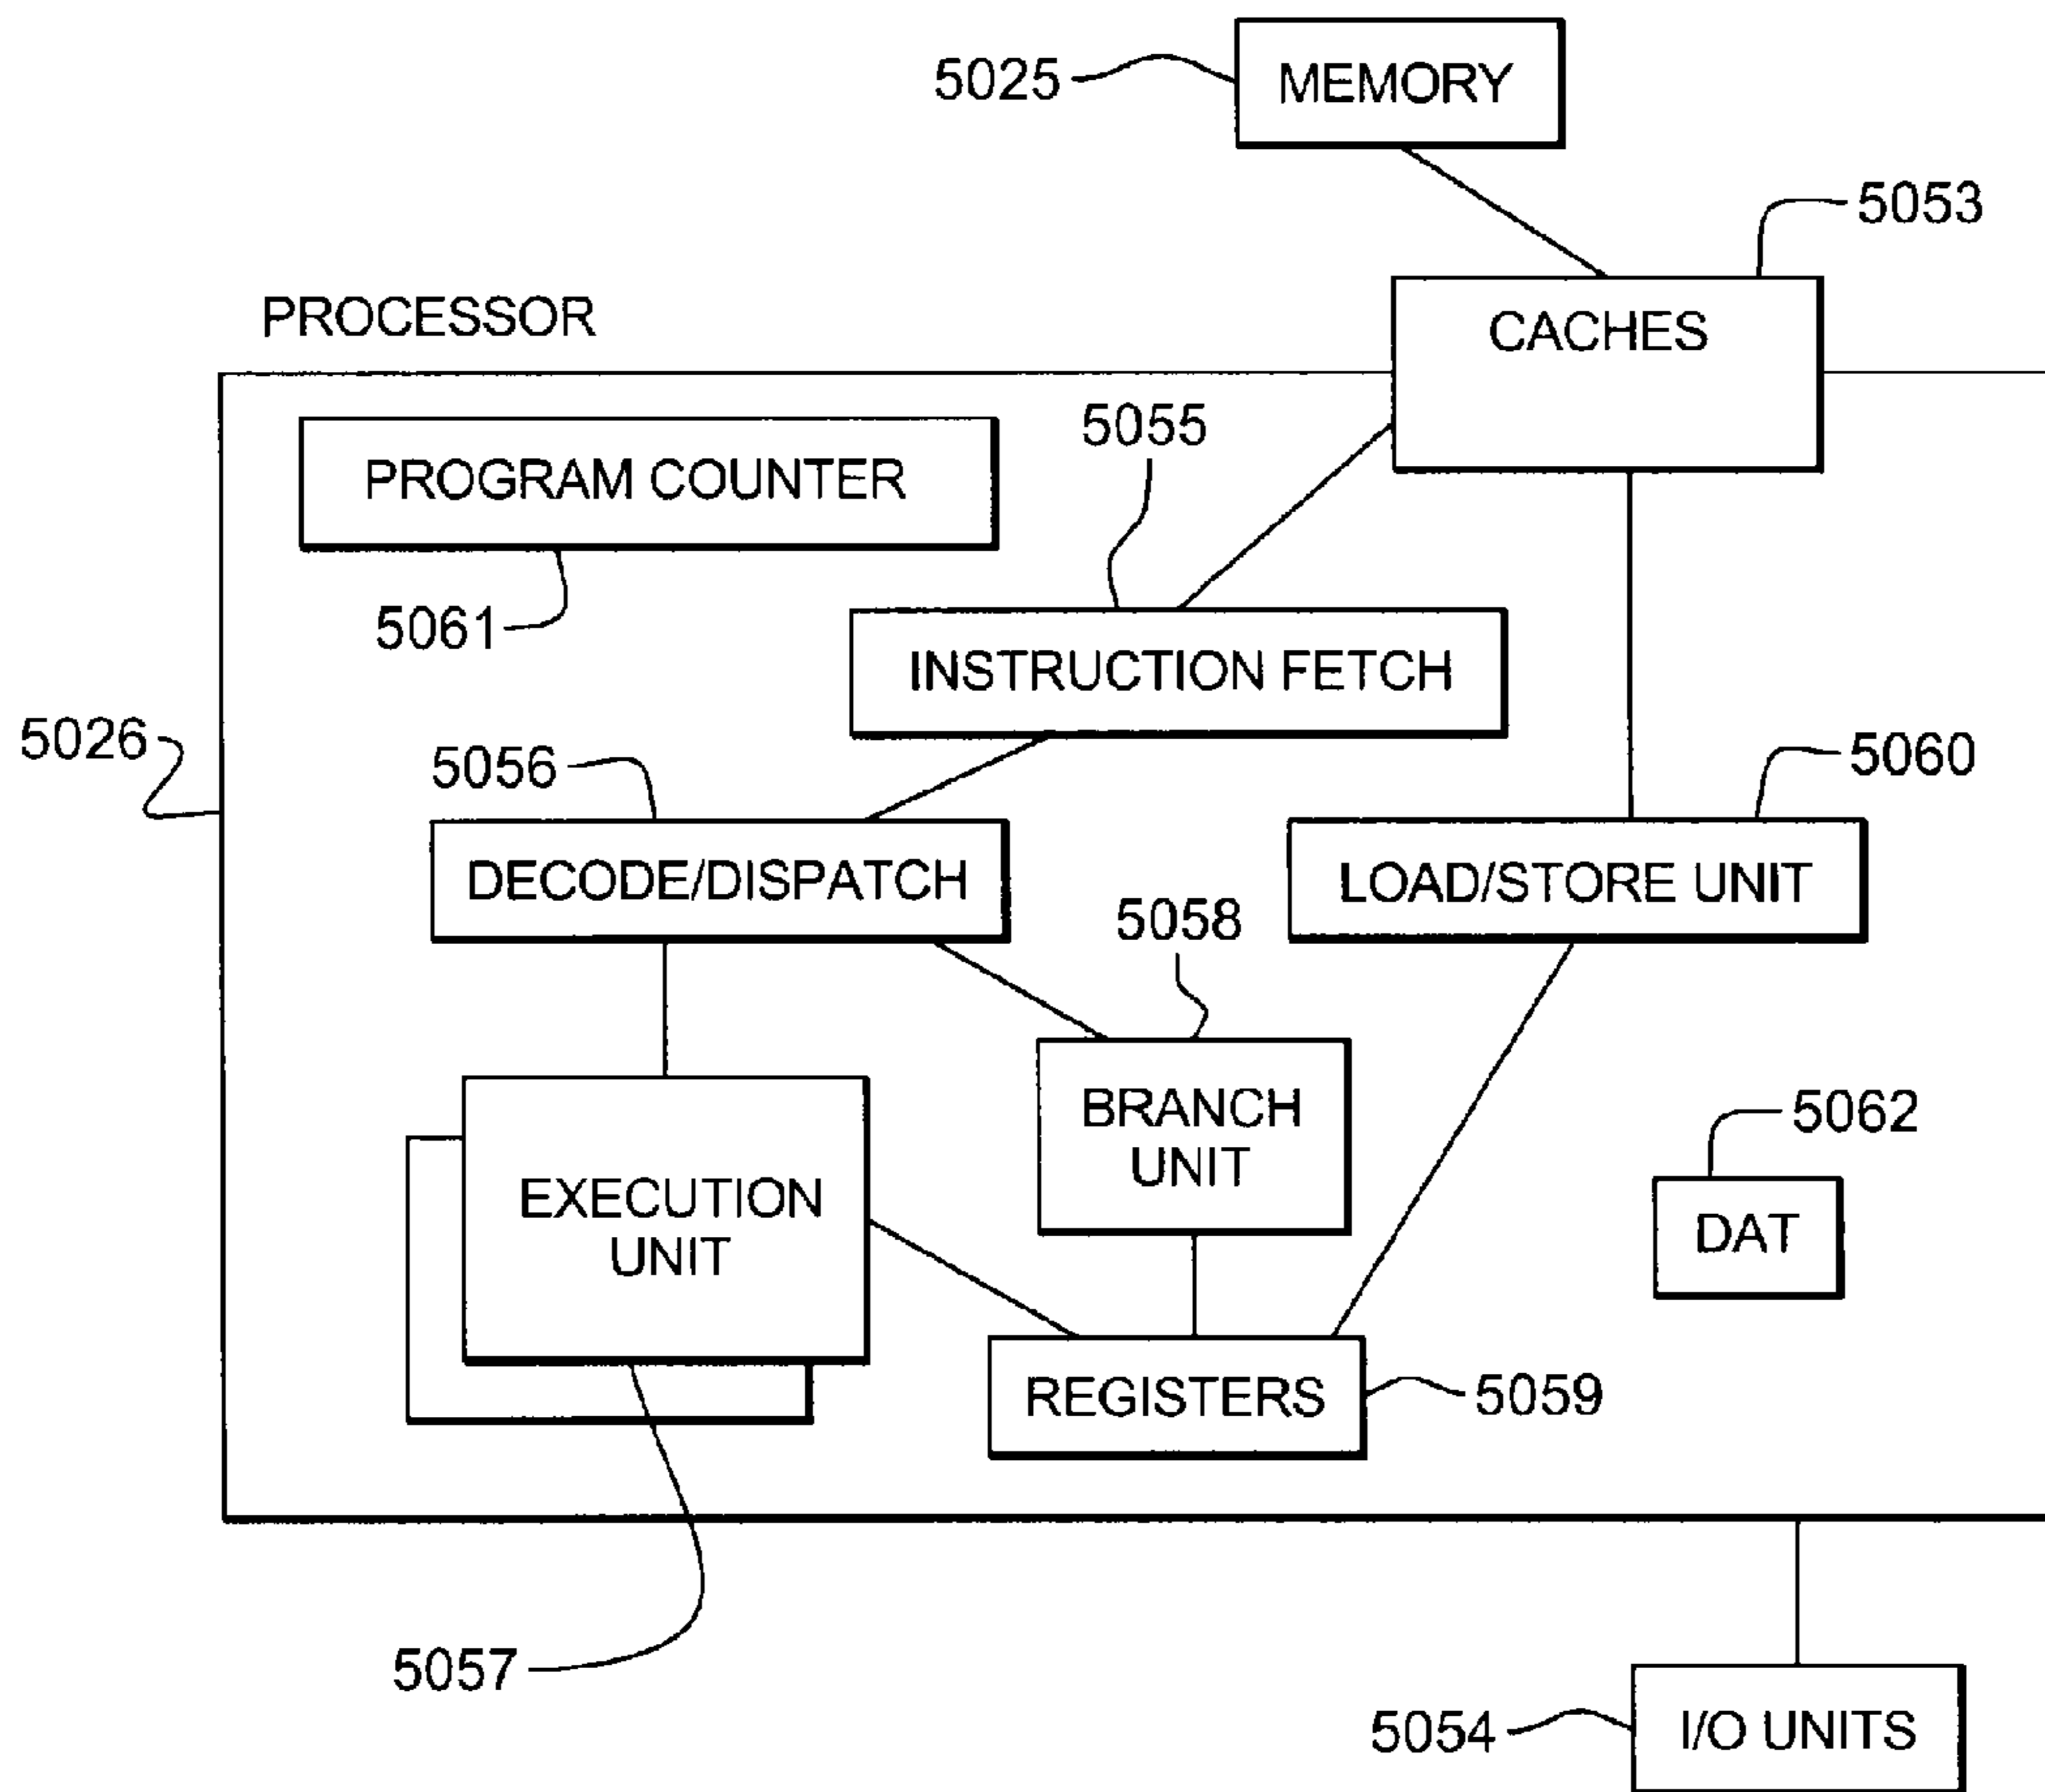 MEMORY
5025
5053
CACHES
PROCESSOR
5055
PROGRAM COUNTER
5061
INSTRUCTION FETCH
5026
5056
5060
DECODE/DISPATCH
LOAD/STORE UNIT
5058
BRANCH
UNIT
5062
EXECUTION
UNIT
DAT
REGISTERS
5059
5057
5054
I/O UNITS